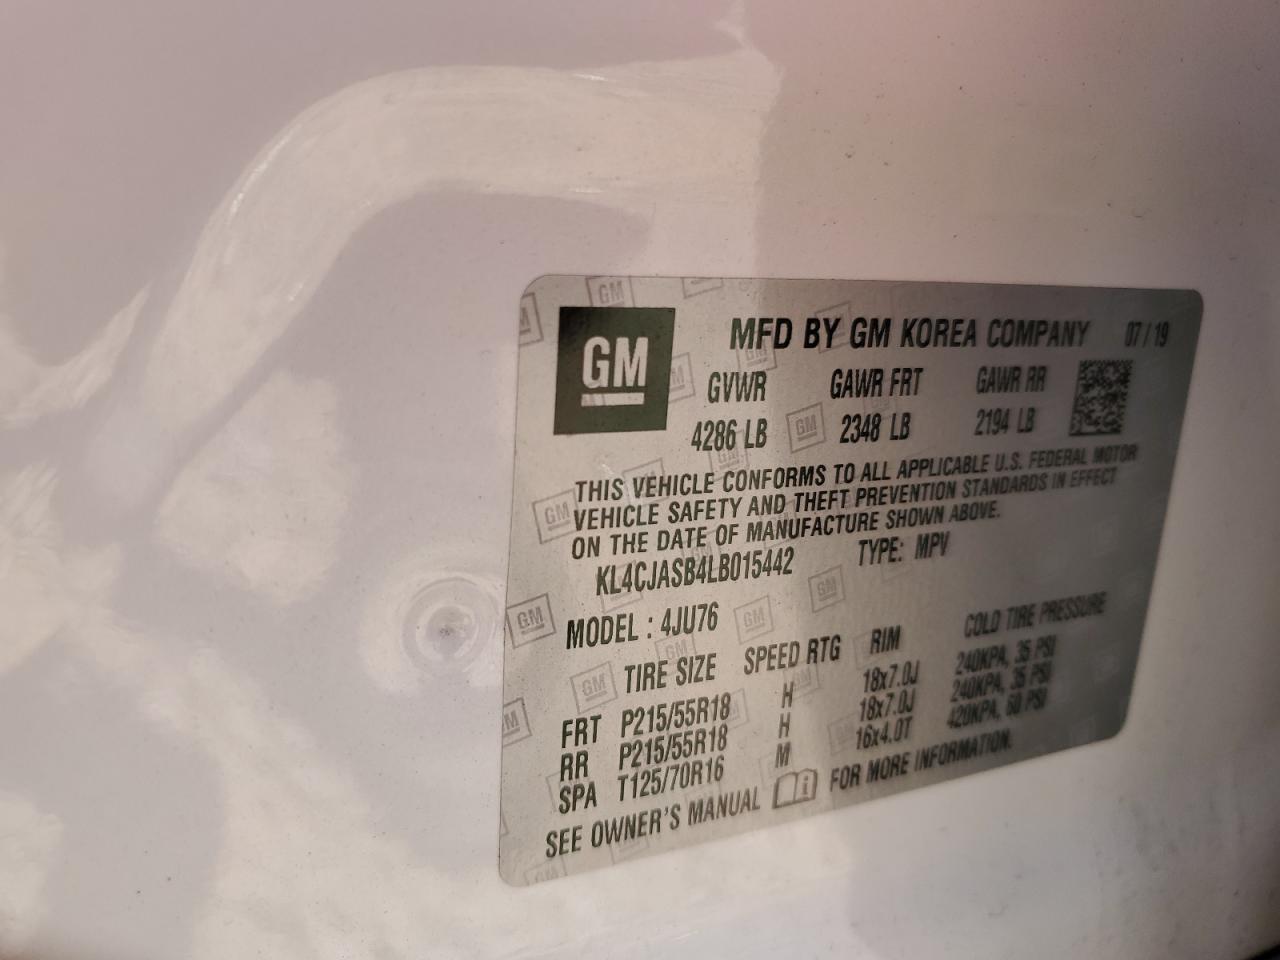 GM
MFD BY GM KOREA COMPANY 07/19
GVWR GAWR FRT GAWR RR
4286 LB 2348 LB 2194 LB
THIS VEHICLE CONFORMS TO ALL APPLICABLE U.S. FEDERAL MOTOR
VEHICLE SAFETY AND THEFT PREVENTION STANDARDS IN EFFECT
ON THE DATE OF MANUFACTURE SHOWN ABOVE.
KL4CJASB4LB015442 TYPE: MPV
MODEL : 4JU76
TIRE SIZE SPEED RTG RIM COLD TIRE PRESSURE
FRT P215/55R18 H 18x7.0J 240KPA, 35 PSI
RR P215/55R18 H 18x7.0J 240KPA, 35 PSI
SPA T125/70R16 M 16x4.0T 420KPA, 60 PSI
SEE OWNER'S MANUAL FOR MORE INFORMATION.